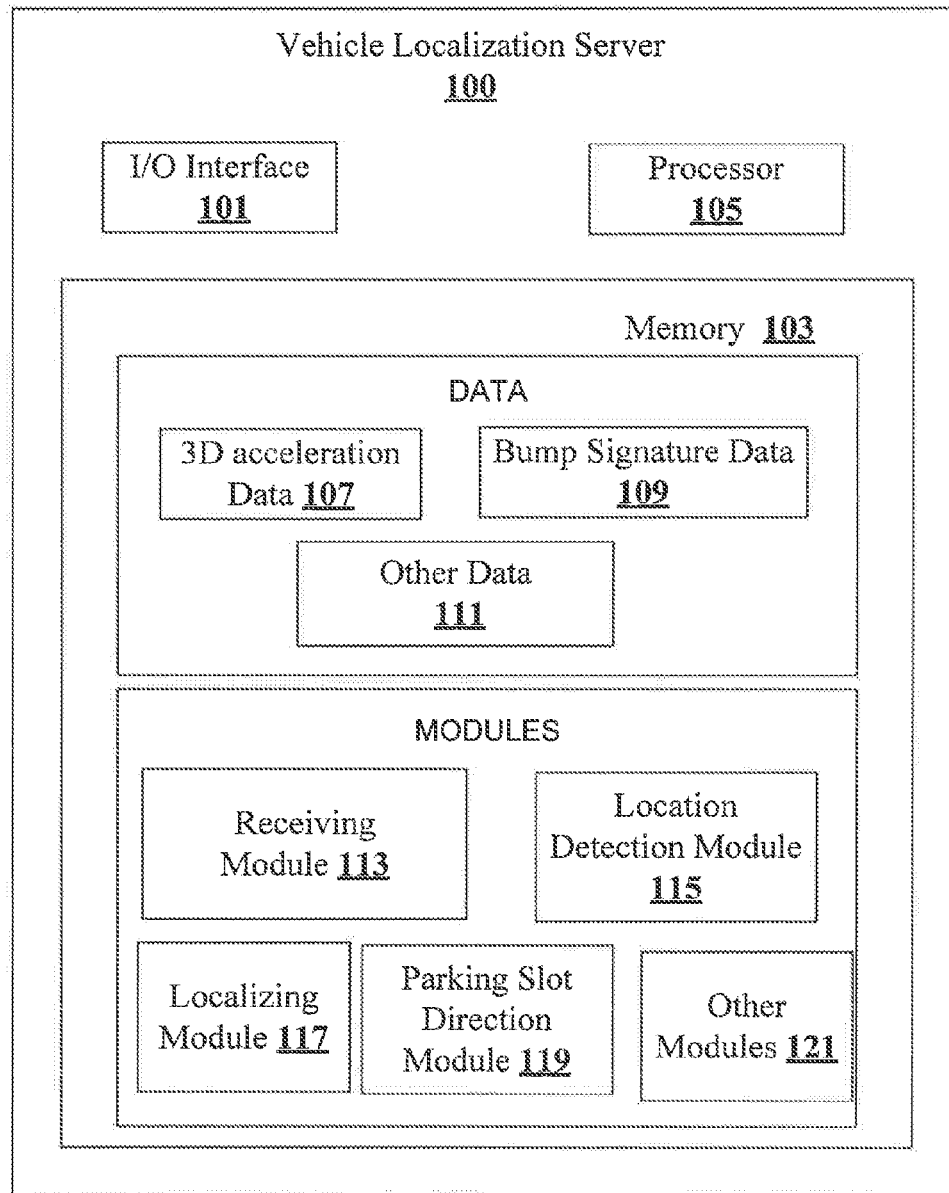 Vehicle Localization Server
100
I/O Interface
101
Processor
105
Memory 103
DATA
3D acceleration
Data 107
Bump Signature Data
109
Other Data
111
MODULES
Receiving
Module 113
Location
Detection Module
115
Localizing
Module 117
Parking Slot
Direction
Module 119
Other
Modules 121